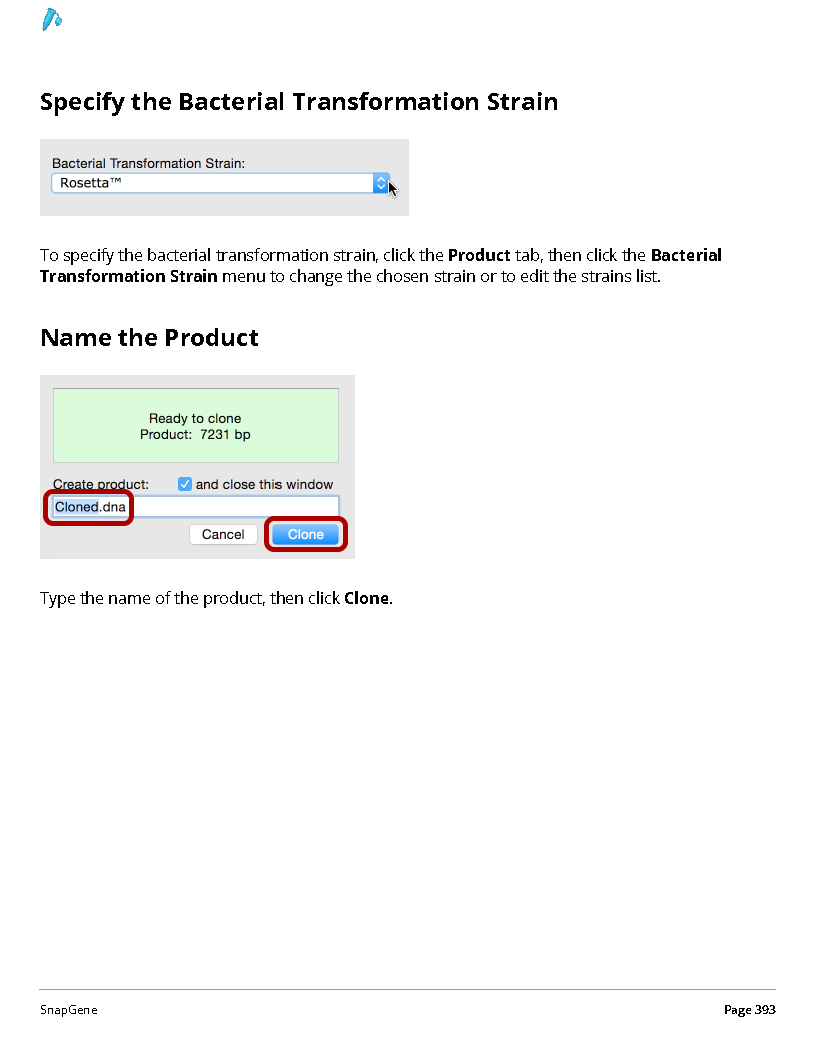 Specify the Bacterial Transformation Strain
Bacterial Transformation Strain:
Rosetta™
To specify the bacterial transformation strain, click the Product tab, then click the Bacterial
Transformation Strain menu to change the chosen strain or to edit the strains list.
Name the Product
Ready to clone
Product: 7231 bp
Create product: and close this window
Cloned.dna
Cancel Clone
Type the name of the product, then click Clone.
SnapGene Page 393